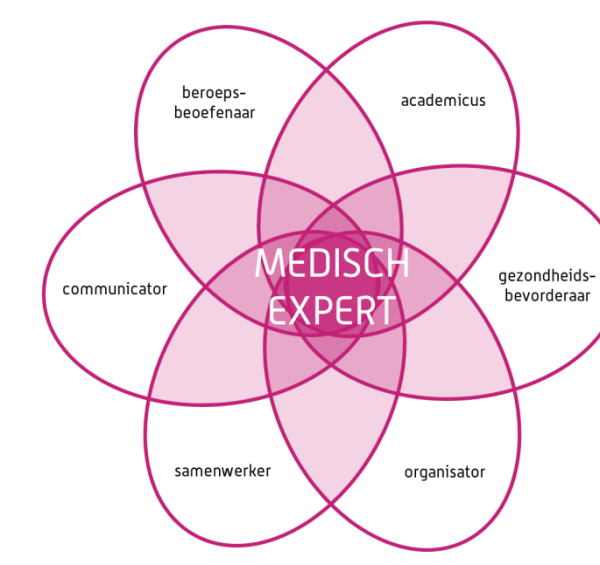 beroeps-
beoefenaar
academicus
communicator
MEDISCH
EXPERT
gezondheids-
bevorderaar
samenwerker
organisator